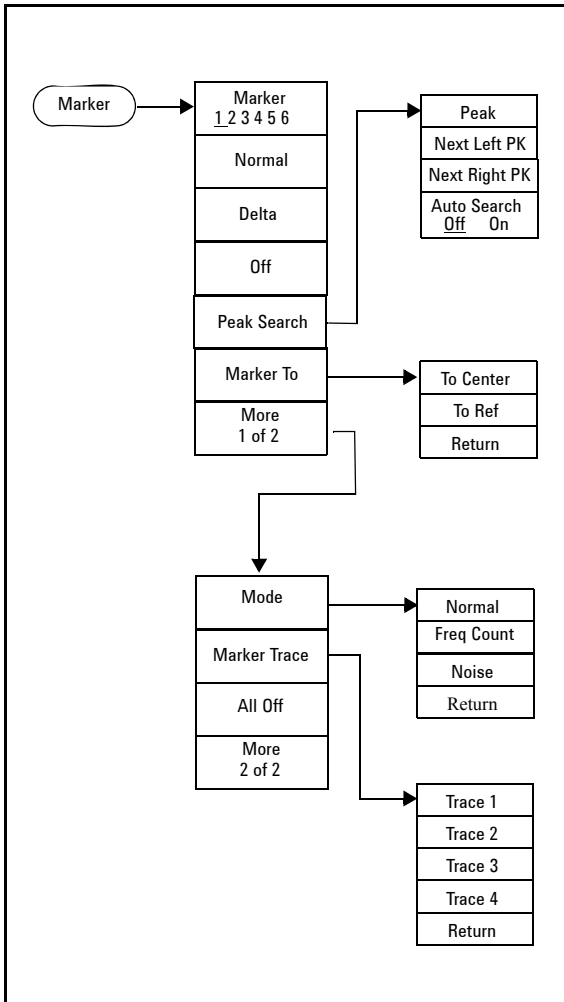 Marker
Marker
1 2 3 4 5 6
Normal
Delta
Off
Peak Search
Marker To
More
1 of 2
Peak
Next Left PK
Next Right PK
Auto Search
Off On
To Center
To Ref
Return
Mode
Marker Trace
All Off
More
2 of 2
Normal
Freq Count
Noise
Return
Trace 1
Trace 2
Trace 3
Trace 4
Return